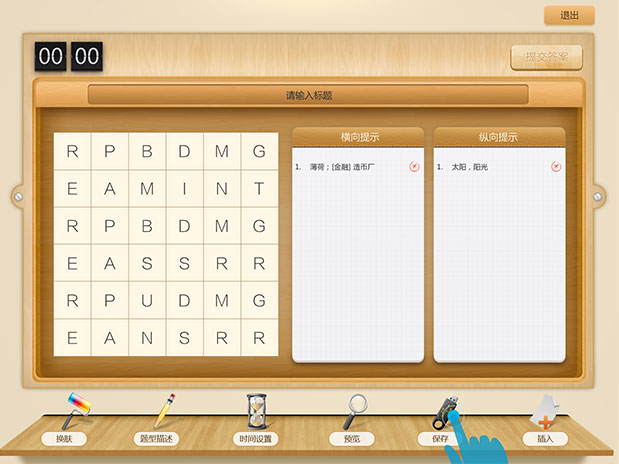 退出
00 00
提交答案
请输入标题
横向提示
纵向提示
1. 薄荷；[金融] 造币厂
1. 太阳，阳光
R P B D M G
E A M I N T
R P B D M G
E A S S R R
R P U D M G
E A N S R R
换肤
题型描述
时间设置
预览
保存
插入